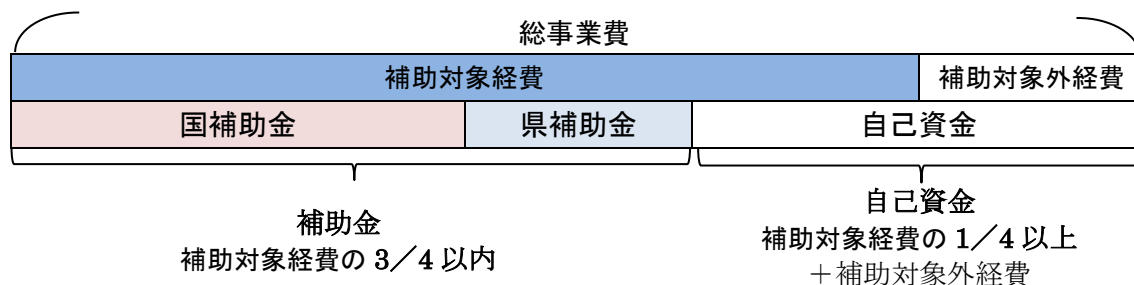 総事業費
補助対象経費
補助対象外経費
国補助金
県補助金
自己資金
補助金
補助対象経費の 3／4 以内
自己資金
補助対象経費の 1／4 以上
＋補助対象外経費